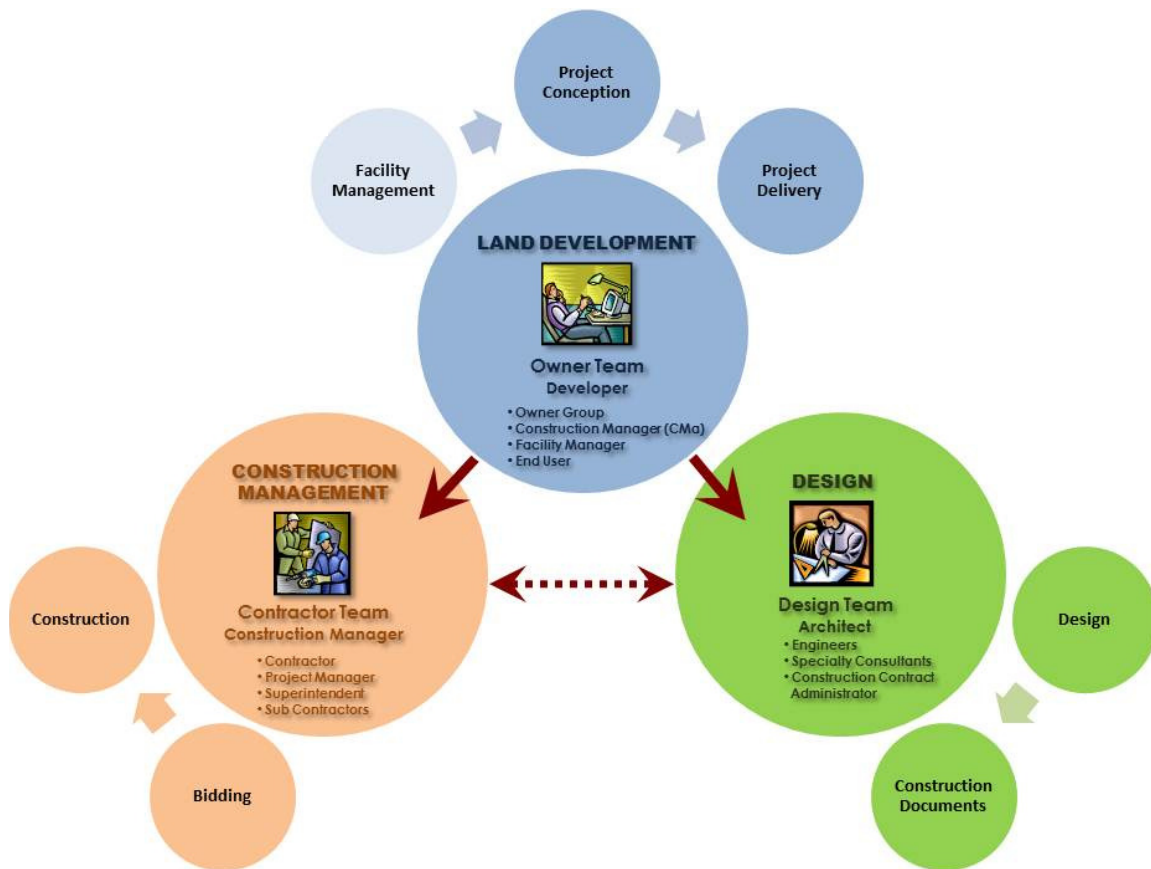 Project
Conception
Facility
Management
Project
Delivery
LAND DEVELOPMENT
Owner Team
Developer
• Owner Group
• Construction Manager (CMa)
• Facility Manager
• End User
CONSTRUCTION
MANAGEMENT
Contractor Team
Construction Manager
• Contractor
• Project Manager
• Superintendent
• Sub Contractors
DESIGN
Design Team
Architect
• Engineers
• Specialty Consultants
• Construction Contract
Administrator
Construction
Bidding
Design
Construction
Documents